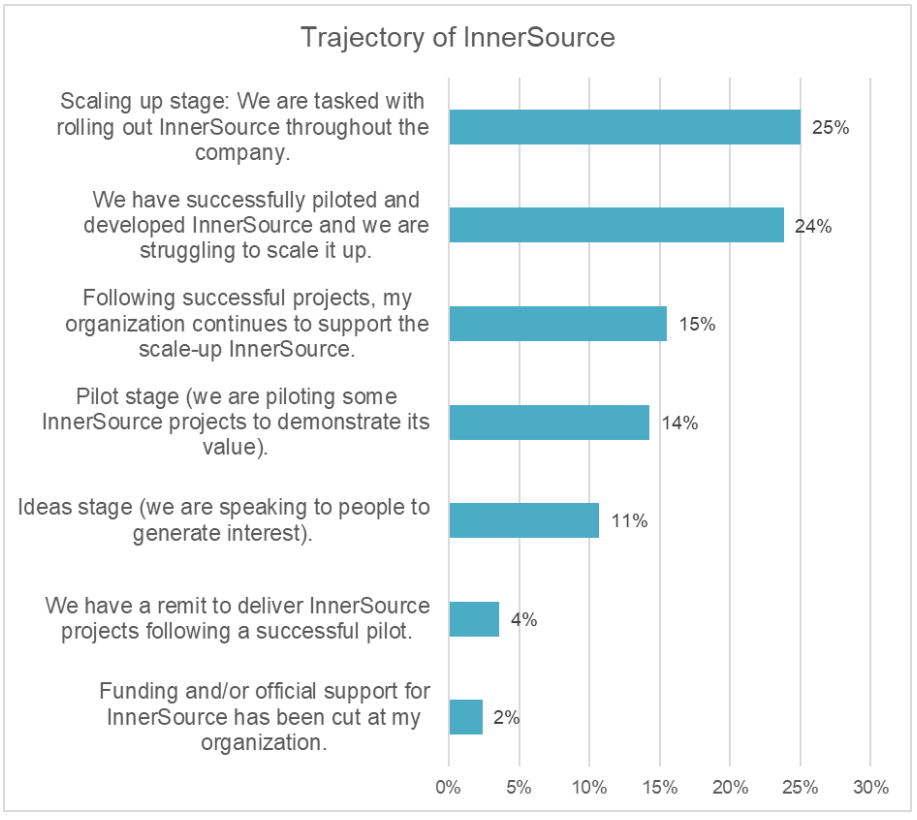 Trajectory of InnerSource
Scaling up stage: We are tasked with
rolling out InnerSource throughout the
company.
25%
We have successfully piloted and
developed InnerSource and we are
struggling to scale it up.
24%
Following successful projects, my
organization continues to support the
scale-up InnerSource.
15%
Pilot stage (we are piloting some
InnerSource projects to demonstrate its
value).
14%
Ideas stage (we are speaking to people to
generate interest).
11%
We have a remit to deliver InnerSource
projects following a successful pilot.
4%
Funding and/or official support for
InnerSource has been cut at my
organization.
2%
0% 5% 10% 15% 20% 25% 30%